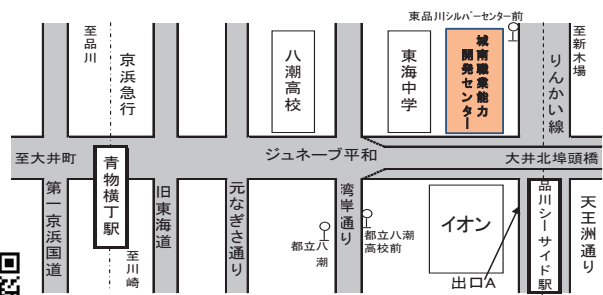 東品川シルバーセンター前
至品川
京浜急行
八潮高校
東海中学
城南職業能力
開発センター
りんかい線
至新木場
至大井町
青物横丁駅
ジュネーブ平和
大井北埠頭橋
第一京浜国道
至川崎
旧東海道
元なぎさ通り
湾岸通り
都立八
潮
都立八潮
高校前
イオン
出口A
品川シーサイド駅
天王洲通り